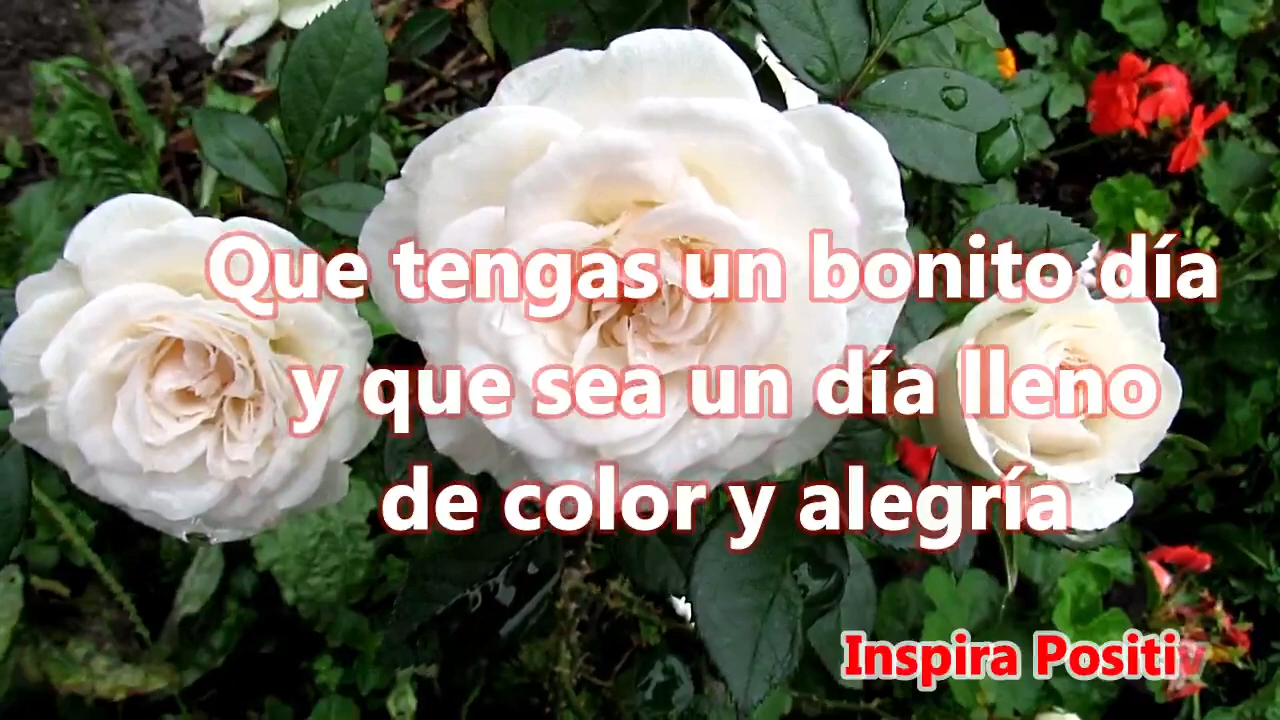 Que tengas un bonito día
y que sea un día lleno
de color y alegría
Inspira Positiv